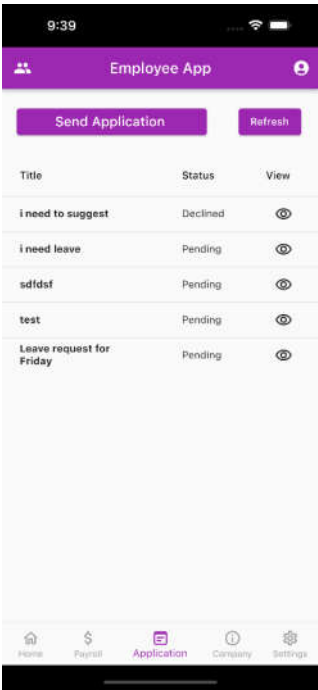 9:39
Employee App
Send Application
Refresh
Title Status View
i need to suggest Declined
i need leave Pending
sdfdsf Pending
test Pending
Leave request for
Friday Pending
Home Payroll Application Company Settings